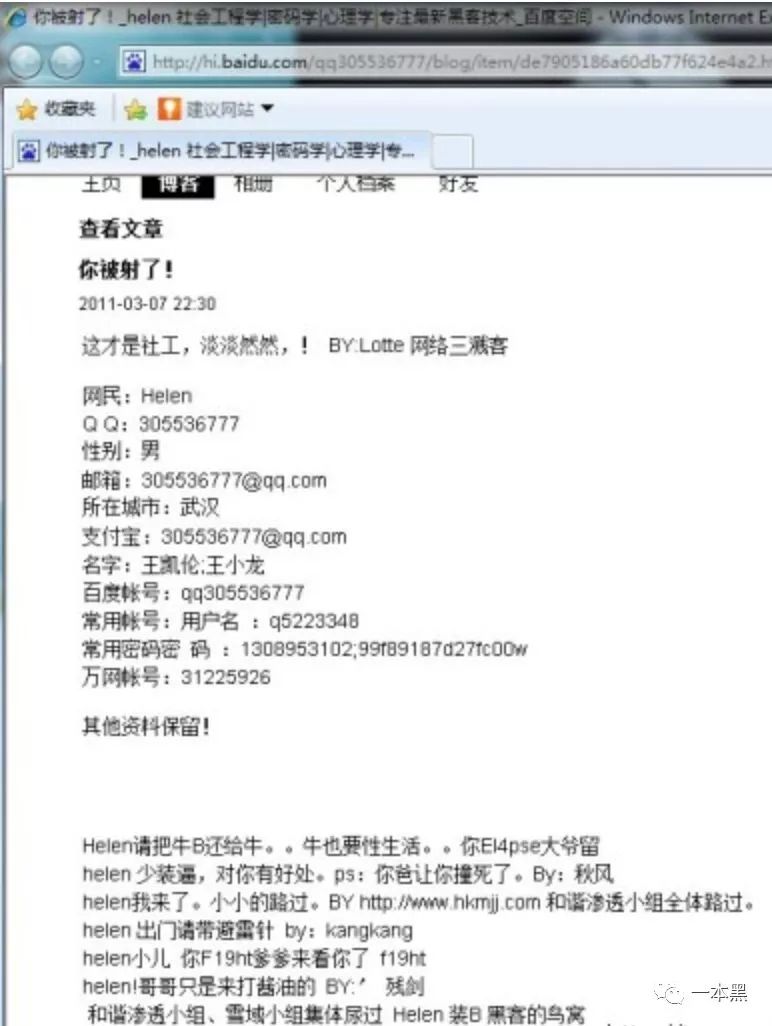 你被射了！_helen 社会工程学|密码学|心理学|专注最新黑客技术_百度空间 - Windows Internet Ex
http://hi.baidu.com/qq305536777/blog/item/de7905186a60db77f624e4a2.h
收藏夹 建议网站
你被射了！_helen 社会工程学|密码学|心理学|专...
主页 博客 相册 个人档案 好友
查看文章
你被射了！
2011-03-07 22:30
这才是社工，淡淡然然，！ BY:Lotte 网络三溅客
网民：Helen
Q Q：305536777
性别：男
邮箱：305536777@qq.com
所在城市：武汉
支付宝：305536777@qq.com
名字：王凯伦;王小龙
百度帐号：qq305536777
常用帐号：用户名 ：q5223348
常用密码密 码 ：1308953102;99f89187d27fc00w
万网帐号：31225926
其他资料保留！
Helen请把牛B还给牛。。牛也要性生活。。你El4pse大爷留
helen 少装逼，对你有好处。ps：你爸让你撞死了。By：秋风
helen我来了。小小的路过。BY http://www.hkmjj.com 和谐渗透小组全体路过。
helen 出门请带避雷针 by：kangkang
helen小儿 你F19ht爹爹来看你了 f19ht
helen!哥哥只是来打酱油的 BY:′ 残剑
和谐渗透小组、雪域小组集体尿过 Helen 装B 黑客的鸟窝
一本黑